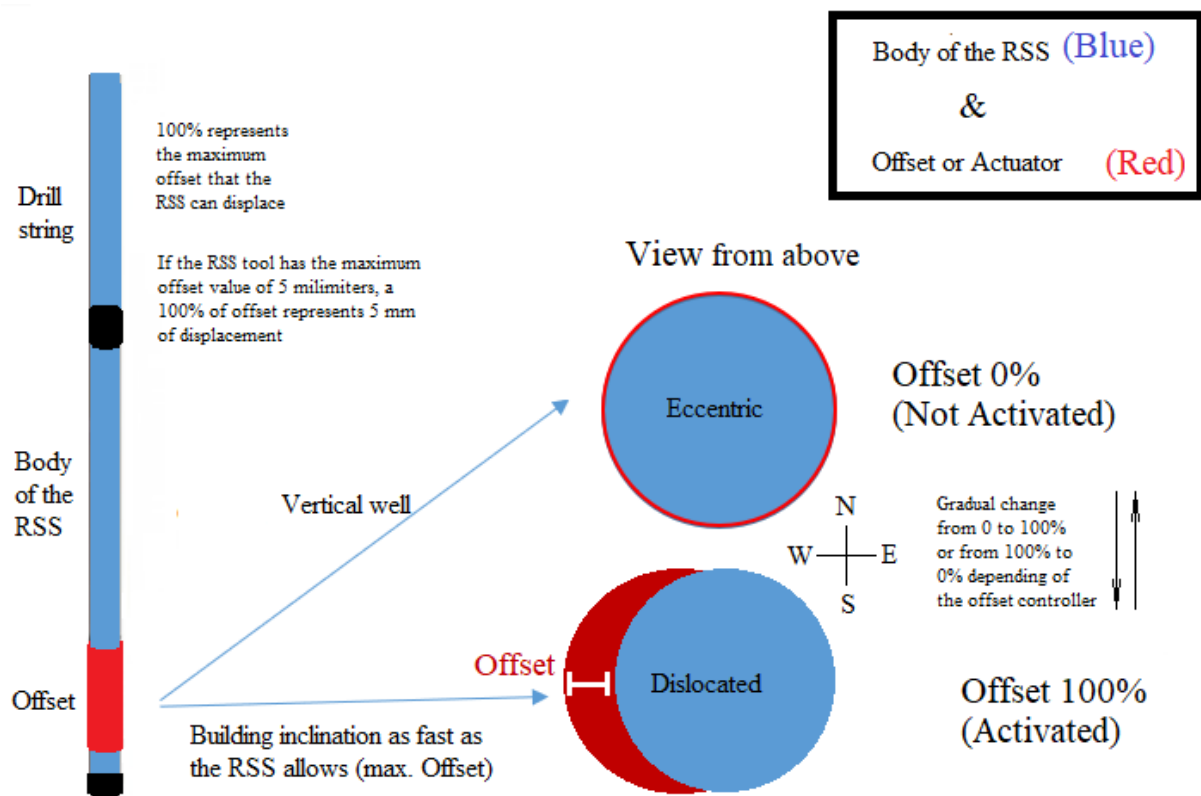 Body of the RSS (Blue)
&
Offset or Actuator (Red)
100% represents
the maximum
offset that the
RSS can displace
Drill
string
If the RSS tool has the maximum
offset value of 5 milimiters, a
100% of offset represents 5 mm
of displacement
View from above
Eccentric
Offset 0%
(Not Activated)
Body
of the
RSS
Vertical well
N
W E
S
Gradual change
from 0 to 100%
or from 100% to
0% depending of
the offset controller
Offset
Offset
Dislocated
Offset 100%
(Activated)
Building inclination as fast as
the RSS allows (max. Offset)